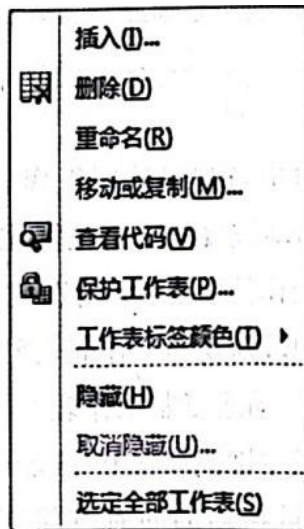 插入(I)...
删除(D)
重命名(R)
移动或复制(M)...
查看代码(V)
保护工作表(P)...
工作表标签颜色(T)
隐藏(H)
取消隐藏(U)...
选定全部工作表(S)